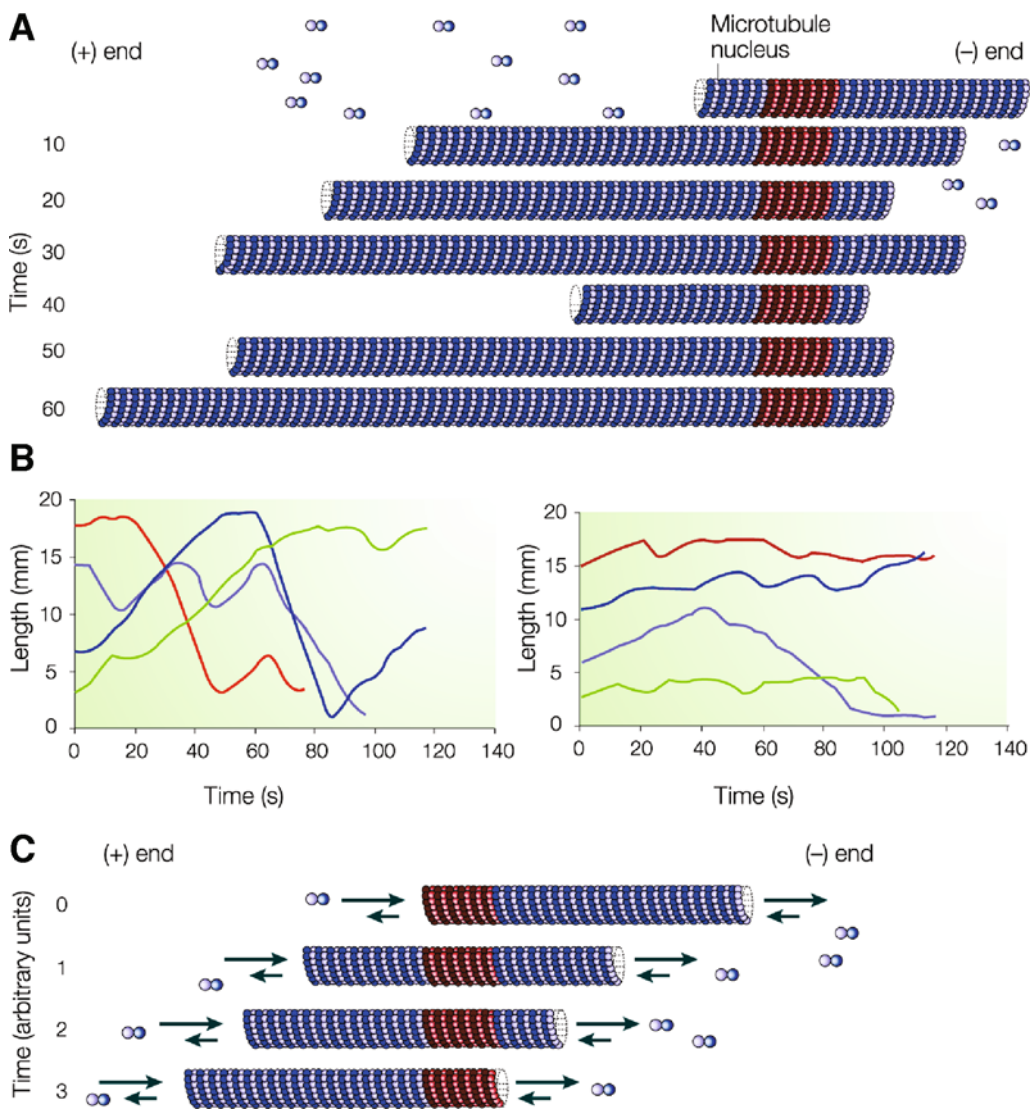 A
(+) end
Microtubule
nucleus
(–) end
Time (s)
10
20
30
40
50
60
B
Length (mm)
20
15
10
5
0
0 20 40 60 80 100 120 140
Time (s)
Length (mm)
20
15
10
5
0
0 20 40 60 80 100 120 140
Time (s)
C
(+) end
(–) end
Time (arbitrary units)
0
1
2
3